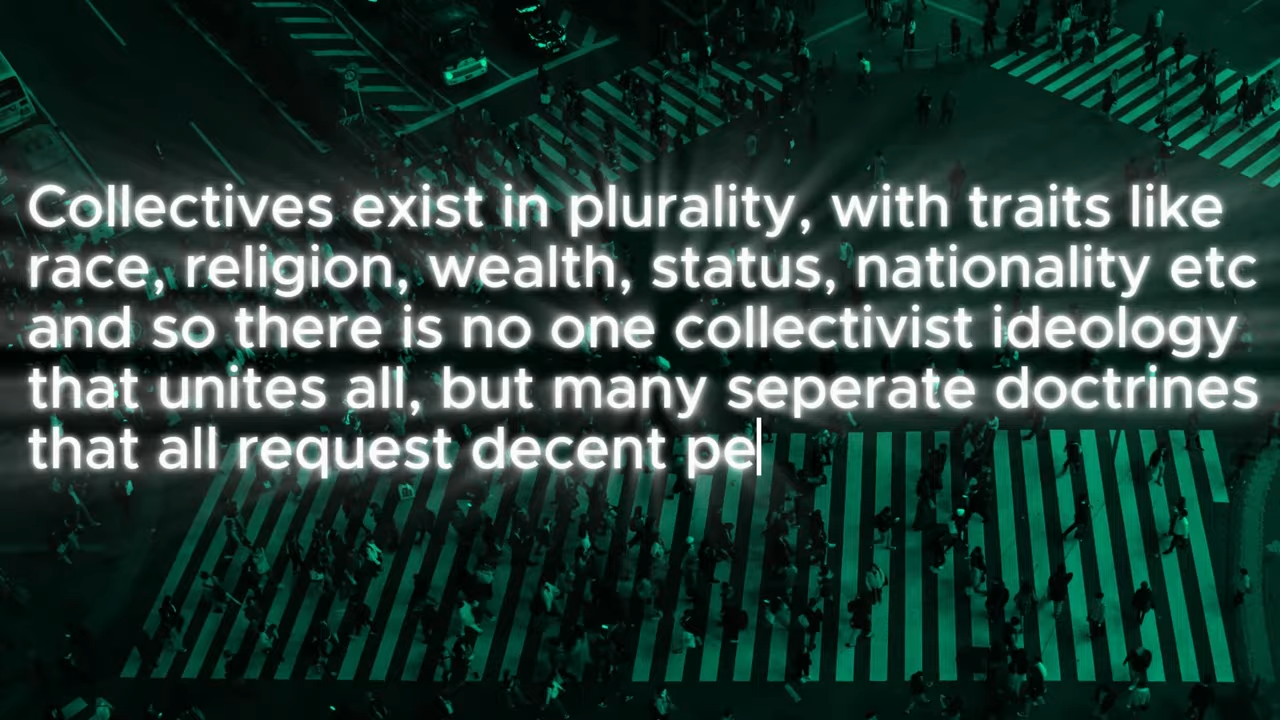 Collectives exist in plurality, with traits like
race, religion, wealth, status, nationality etc
and so there is no one collectivist ideology
that unites all, but many seperate doctrines
that all request decent pe